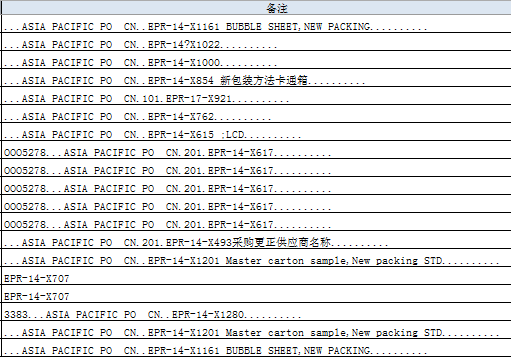 备注
...ASIA PACIFIC PO CN..EPR-14-X1161 BUBBLE SHEET,NEW PACKING..........
...ASIA PACIFIC PO CN..EPR-14?X1022..........
...ASIA PACIFIC PO CN..EPR-14-X1000..........
...ASIA PACIFIC PO CN..EPR-14-X854 新包装方法卡通箱..........
...ASIA PACIFIC PO CN.101.EPR-17-X921..........
...ASIA PACIFIC PO CN..EPR-14-X762..........
...ASIA PACIFIC PO CN..EPR-14-X615 ;LCD..........
OOO5278...ASIA PACIFIC PO CN.201.EPR-14-X617..........
OOO5278...ASIA PACIFIC PO CN.201.EPR-14-X617..........
OOO5278...ASIA PACIFIC PO CN.201.EPR-14-X617..........
OOO5278...ASIA PACIFIC PO CN.201.EPR-14-X617..........
OOO5278...ASIA PACIFIC PO CN.201.EPR-14-X617..........
...ASIA PACIFIC PO CN.201.EPR-14-X493采购更正供应商名称..........
...ASIA PACIFIC PO CN..EPR-14-X1201 Master carton sample,New packing STD..........
EPR-14-X707
EPR-14-X707
3383...ASIA PACIFIC PO CN..EPR-14-X1280..........
...ASIA PACIFIC PO CN..EPR-14-X1201 Master carton sample,New packing STD..........
...ASIA PACIFIC PO CN..EPR-14-X1161 BUBBLE SHEET,NEW PACKING..........